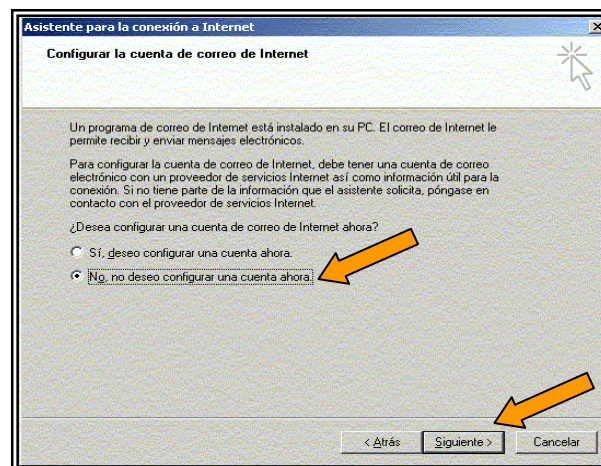 Asistente para la conexión a Internet
Configurar la cuenta de correo de Internet
Un programa de correo de Internet está instalado en su PC. El correo de Internet le
permite recibir y enviar mensajes electrónicos.
Para configurar la cuenta de correo de Internet, debe tener una cuenta de correo
electrónico con un proveedor de servicios Internet así como información útil para la
conexión. Si no tiene parte de la información que el asistente solicita, póngase en
contacto con el proveedor de servicios Internet.
¿Desea configurar una cuenta de correo de Internet ahora?
Sí, deseo configurar una cuenta ahora.
No, no deseo configurar una cuenta ahora.
< Atrás Siguiente > Cancelar